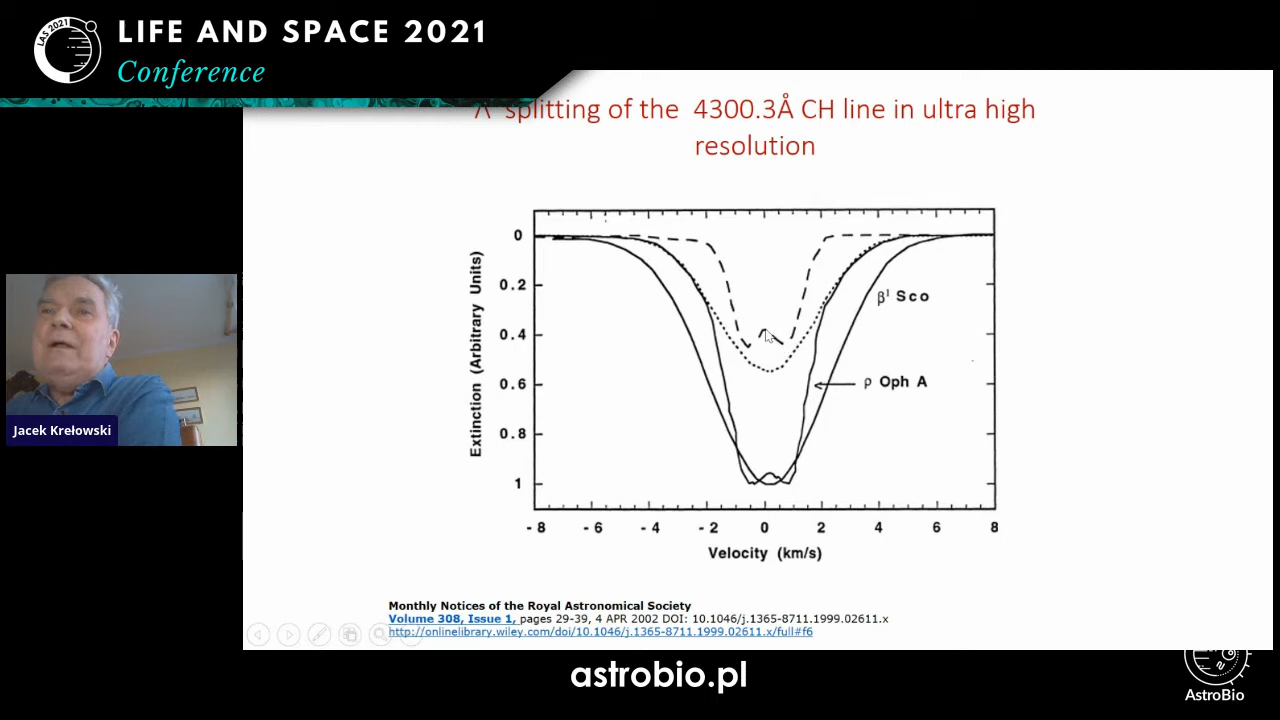 LAS 2021
LIFE AND SPACE 2021
Conference
Λ splitting of the 4300.3Å CH line in ultra high
resolution
0
0.2
0.4
0.6
0.8
1
Extinction (Arbitrary Units)
β¹ Sco
ρ Oph A
-8 -6 -4 -2 0 2 4 6 8
Velocity (km/s)
Jacek Krełowski
Monthly Notices of the Royal Astronomical Society
Volume 308, Issue 1, pages 29-39, 4 APR 2002 DOI: 10.1046/j.1365-8711.1999.02611.x
http://onlinelibrary.wiley.com/doi/10.1046/j.1365-8711.1999.02611.x/full#f6
astrobio.pl
AstroBio